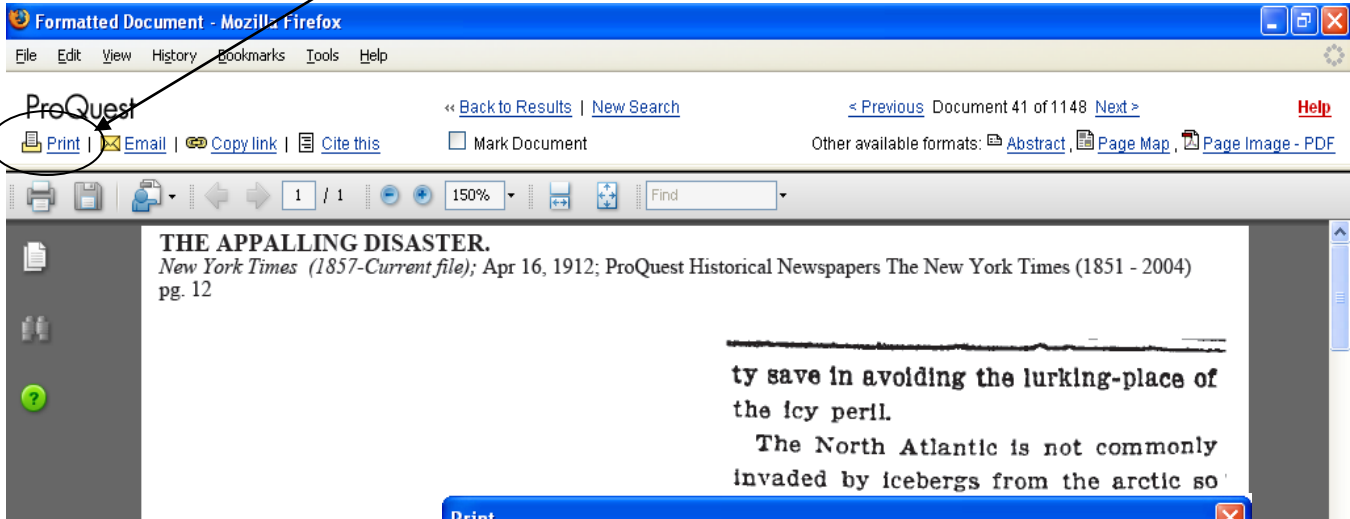 Formatted Document - Mozilla Firefox
File Edit View History Bookmarks Tools Help
ProQuest
« Back to Results | New Search
< Previous Document 41 of 1148 Next >
Help
Print | Email | Copy link | Cite this
Mark Document
Other available formats: Abstract , Page Map , Page Image - PDF
1 / 1 150% Find
THE APPALLING DISASTER.
New York Times (1857-Current file); Apr 16, 1912; ProQuest Historical Newspapers The New York Times (1851 - 2004)
pg. 12
ty save in avoiding the lurking-place of
the icy peril.
The North Atlantic is not commonly
invaded by icebergs from the arctic so
Print